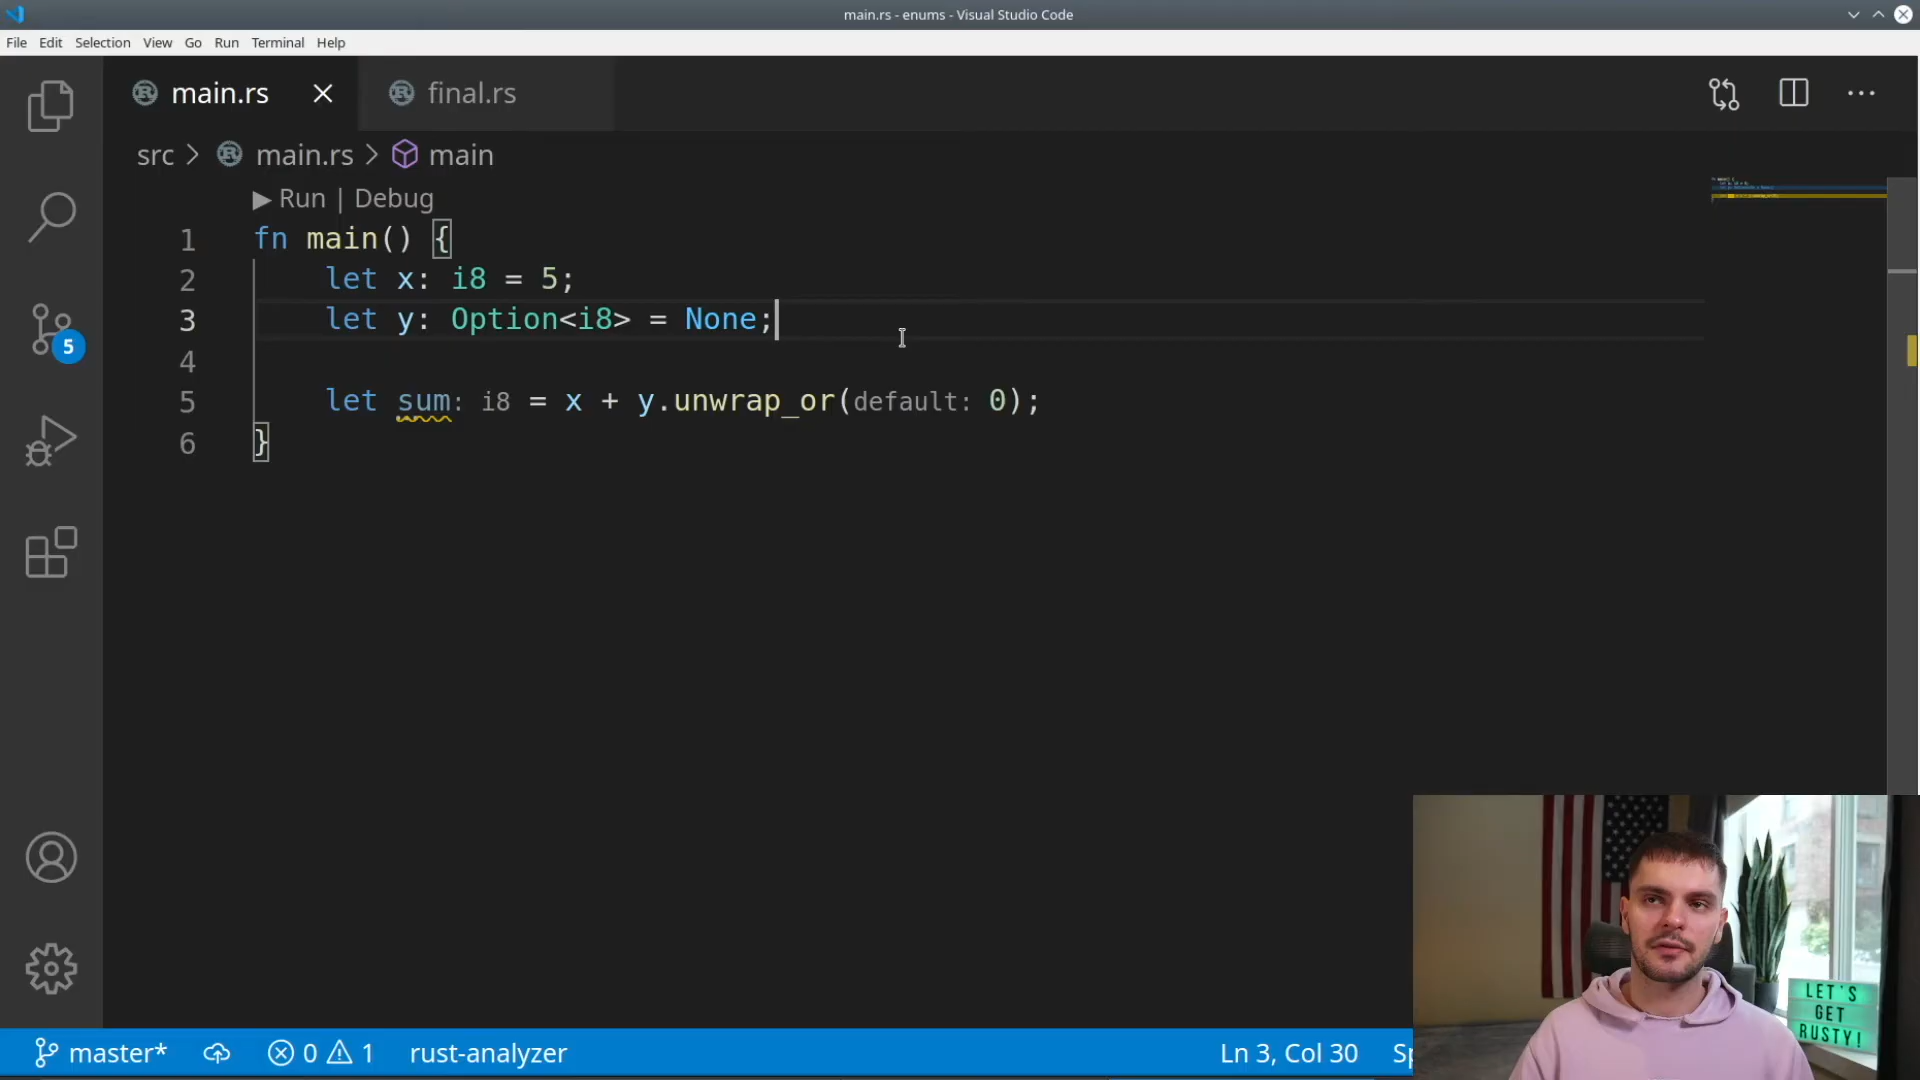 main.rs - enums - Visual Studio Code
File Edit Selection View Go Run Terminal Help
main.rs final.rs
src > main.rs > main
▶ Run | Debug
1 fn main() {
2 let x: i8 = 5;
3 let y: Option<i8> = None;
4
5 let sum: i8 = x + y.unwrap_or(default: 0);
6 }
5
LET'S
GET
RUSTY!
master* 0 1 rust-analyzer Ln 3, Col 30 Sp